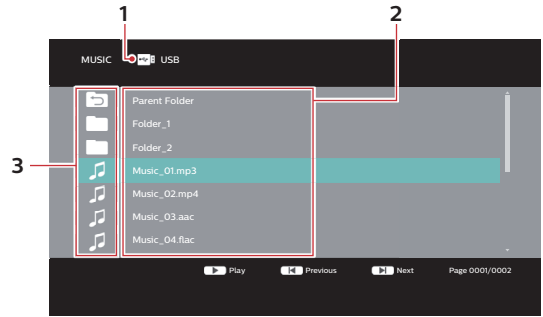 1 2
MUSIC USB
Parent Folder
Folder_1
Folder_2
3 Music_01.mp3
Music_02.mp4
Music_03.aac
Music_04.flac
Play Previous Next Page 0001/0002